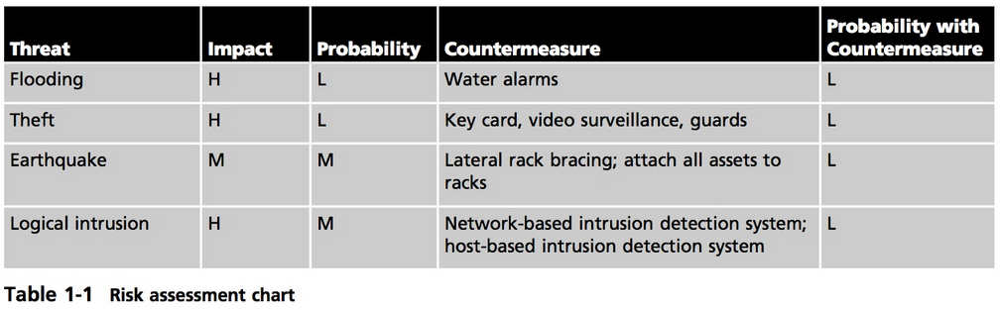 Threat Impact Probability Countermeasure Probability with Countermeasure
Flooding H L Water alarms L
Theft H L Key card, video surveillance, guards L
Earthquake M M Lateral rack bracing; attach all assets to
racks L
Logical intrusion H M Network-based intrusion detection system;
host-based intrusion detection system L
Table 1-1 Risk assessment chart